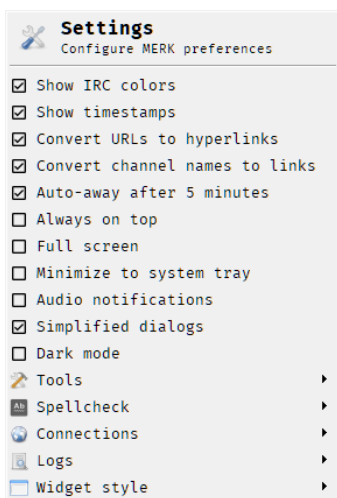 Settings
Configure MERK preferences
Show IRC colors
Show timestamps
Convert URLs to hyperlinks
Convert channel names to links
Auto-away after 5 minutes
Always on top
Full screen
Minimize to system tray
Audio notifications
Simplified dialogs
Dark mode
Tools
Ab Spellcheck
Connections
Logs
Widget style